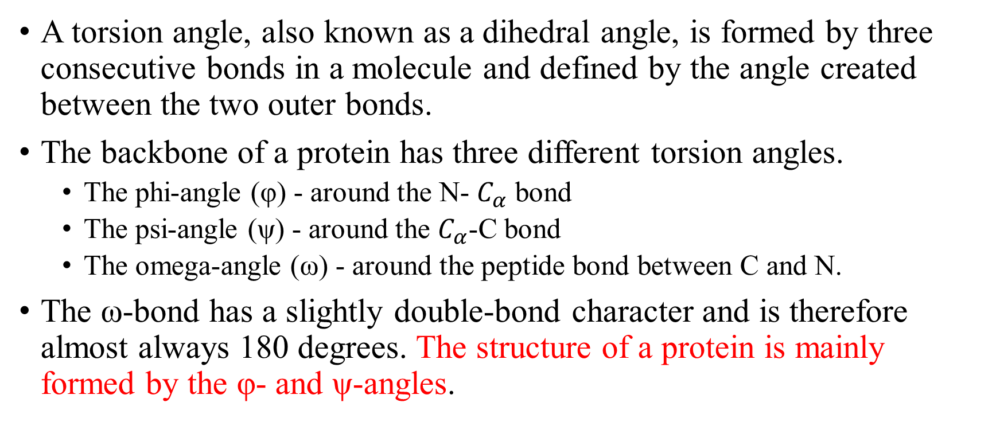 • A torsion angle, also known as a dihedral angle, is formed by three
consecutive bonds in a molecule and defined by the angle created
between the two outer bonds.
• The backbone of a protein has three different torsion angles.
• The phi-angle (φ) - around the N- Cα bond
• The psi-angle (ψ) - around the Cα-C bond
• The omega-angle (ω) - around the peptide bond between C and N.
• The ω-bond has a slightly double-bond character and is therefore
almost always 180 degrees. The structure of a protein is mainly
formed by the φ- and ψ-angles.